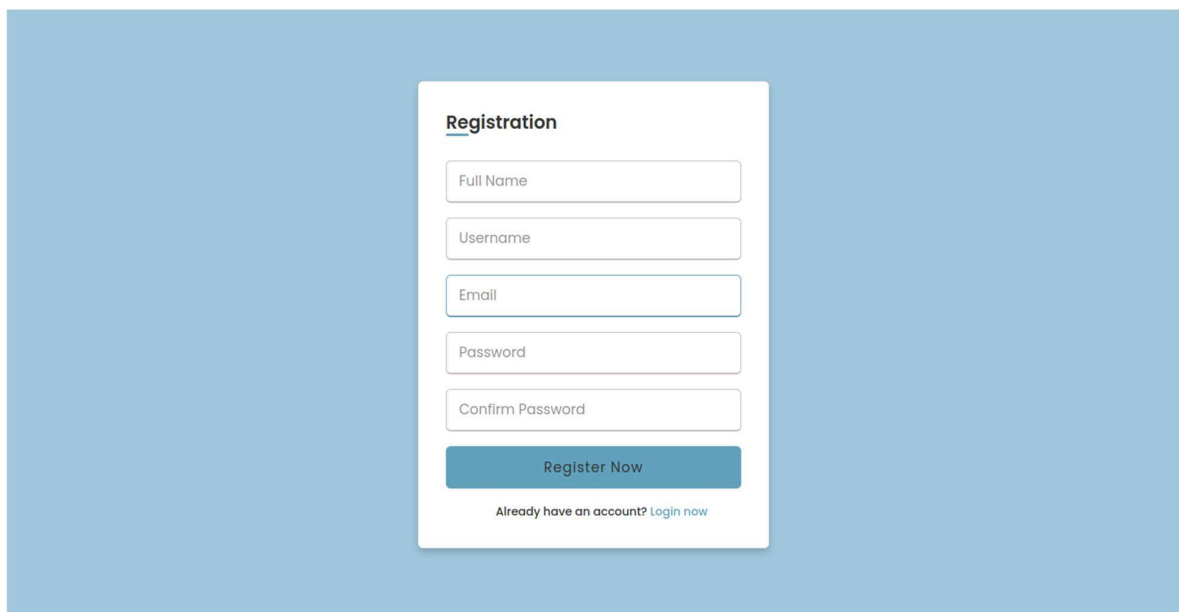 Registration
Full Name
Username
Email
Password
Confirm Password
Register Now
Already have an account? Login now